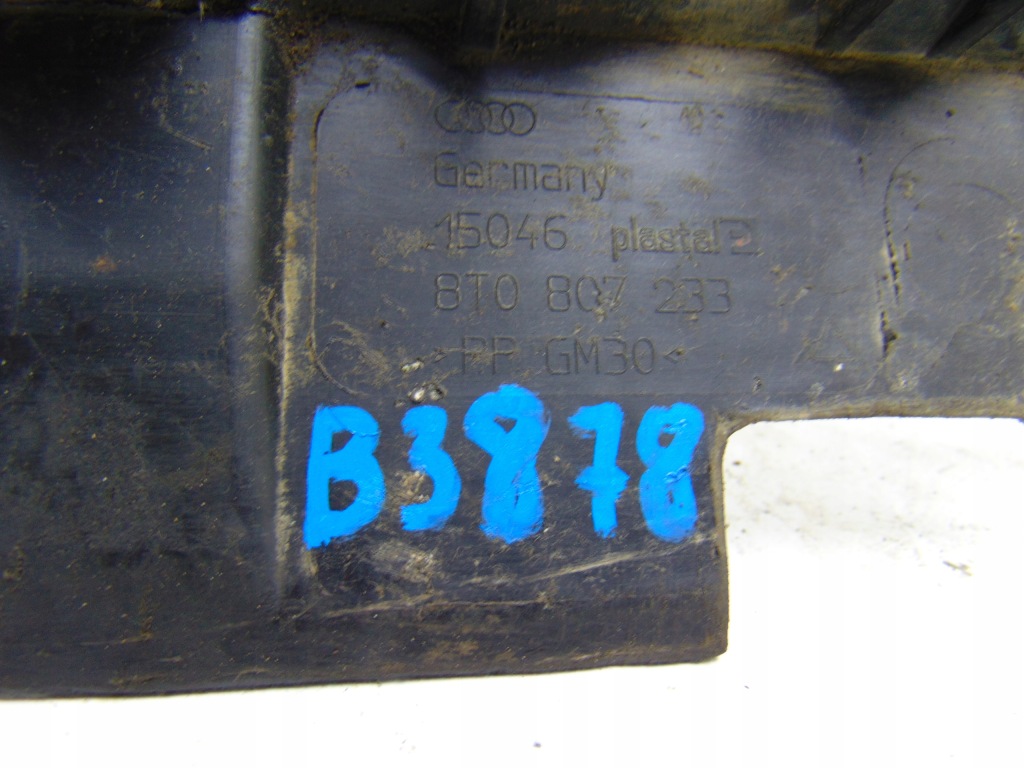 Germany
15046 plastal
8T0 807 233
>PP GM30<
B3878